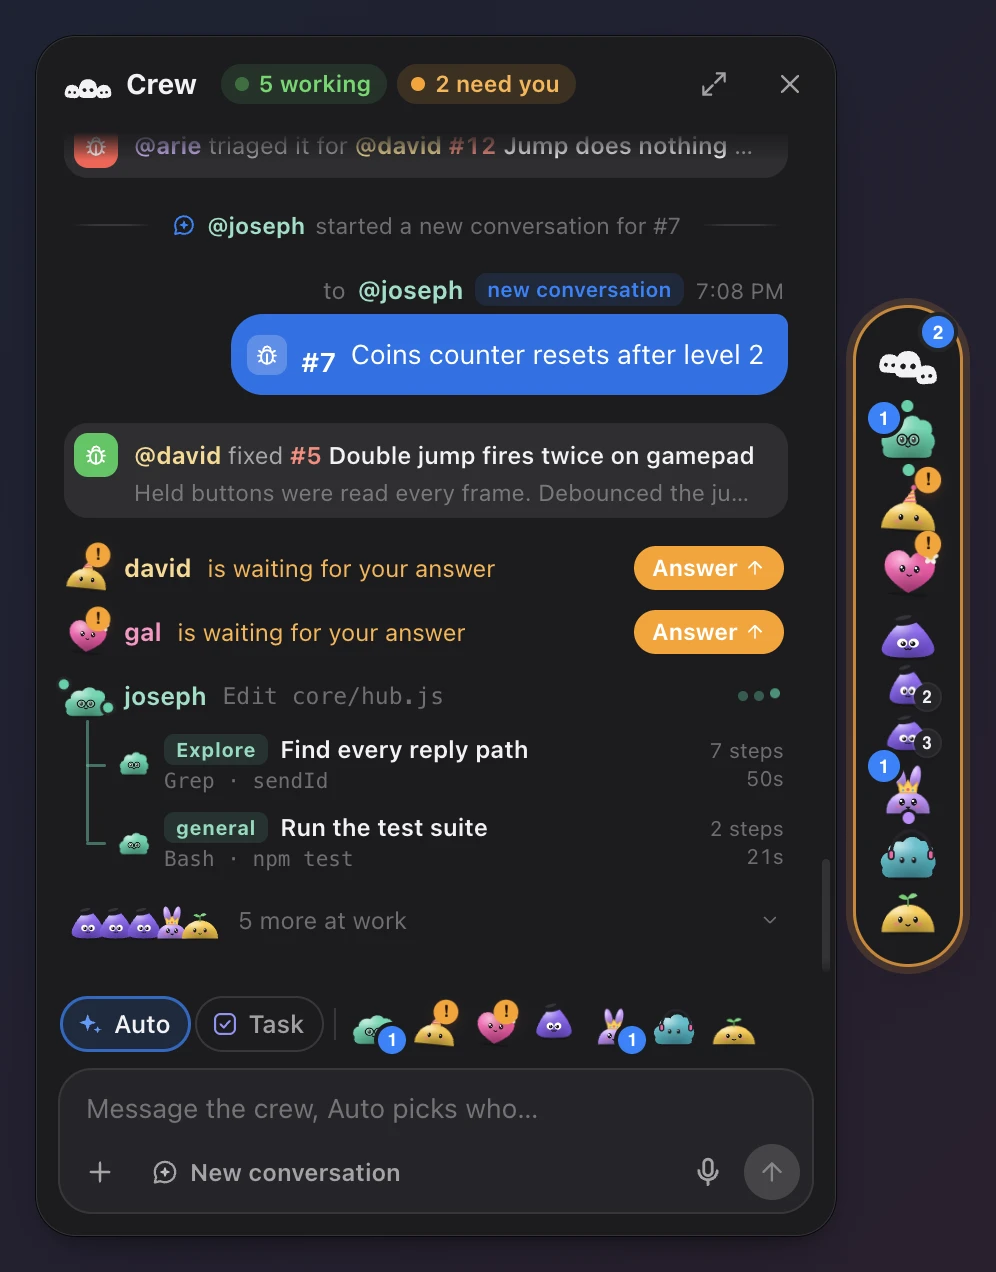 Crew 5 working 2 need you
@arie triaged it for @david #12 Jump does nothing ...
@joseph started a new conversation for #7
to @joseph new conversation 7:08 PM
#7 Coins counter resets after level 2
@david fixed #5 Double jump fires twice on gamepad
Held buttons were read every frame. Debounced the ju...
! david is waiting for your answer Answer ↑
! gal is waiting for your answer Answer ↑
joseph Edit core/hub.js
Explore Find every reply path 7 steps
Grep · sendId 50s
general Run the test suite 2 steps
Bash · npm test 21s
5 more at work
Auto Task 1 ! ! 1
Message the crew, Auto picks who...
New conversation
2
1
!
!
2
3
1